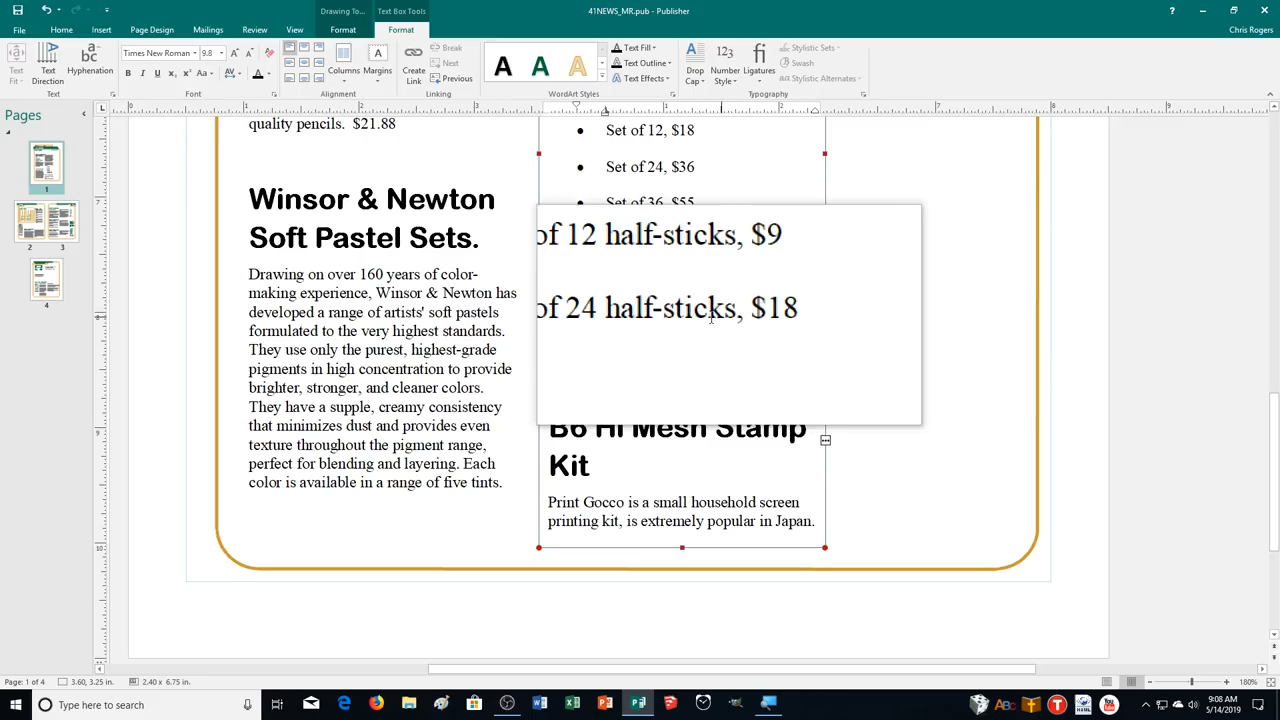 Drawing To...
Text Box Tools
41NEWS_MR.pub - Publisher
File
Home
Insert
Page Design
Mailings
Review
View
Format
Format
Chris Rogers
Text Fit
Text Direction
Hyphenation
Text
Times New Roman
9.8
Font
Columns
Margins
Alignment
Create Link
Break
Next
Previous
Linking
Text Fill
Text Outline
Text Effects
WordArt Styles
Drop Cap
Number Style
Ligatures
Stylistic Sets
Swash
Stylistic Alternates
Typography
Pages
1
2
3
4
quality pencils. $21.88
Winsor & Newton
Soft Pastel Sets.
Drawing on over 160 years of color-
making experience, Winsor & Newton has
developed a range of artists' soft pastels
formulated to the very highest standards.
They use only the purest, highest-grade
pigments in high concentration to provide
brighter, stronger, and cleaner colors.
They have a supple, creamy consistency
that minimizes dust and provides even
texture throughout the pigment range,
perfect for blending and layering. Each
color is available in a range of five tints.
• Set of 12, $18
• Set of 24, $36
• Set of 36, $55
of 12 half-sticks, $9
of 24 half-sticks, $18
B6 Hi Mesh Stamp
Kit
Print Gocco is a small household screen
printing kit, is extremely popular in Japan.
Page: 1 of 4
3.60, 3.25 in.
2.40 x 6.75 in.
180%
Type here to search
9:08 AM
5/14/2019